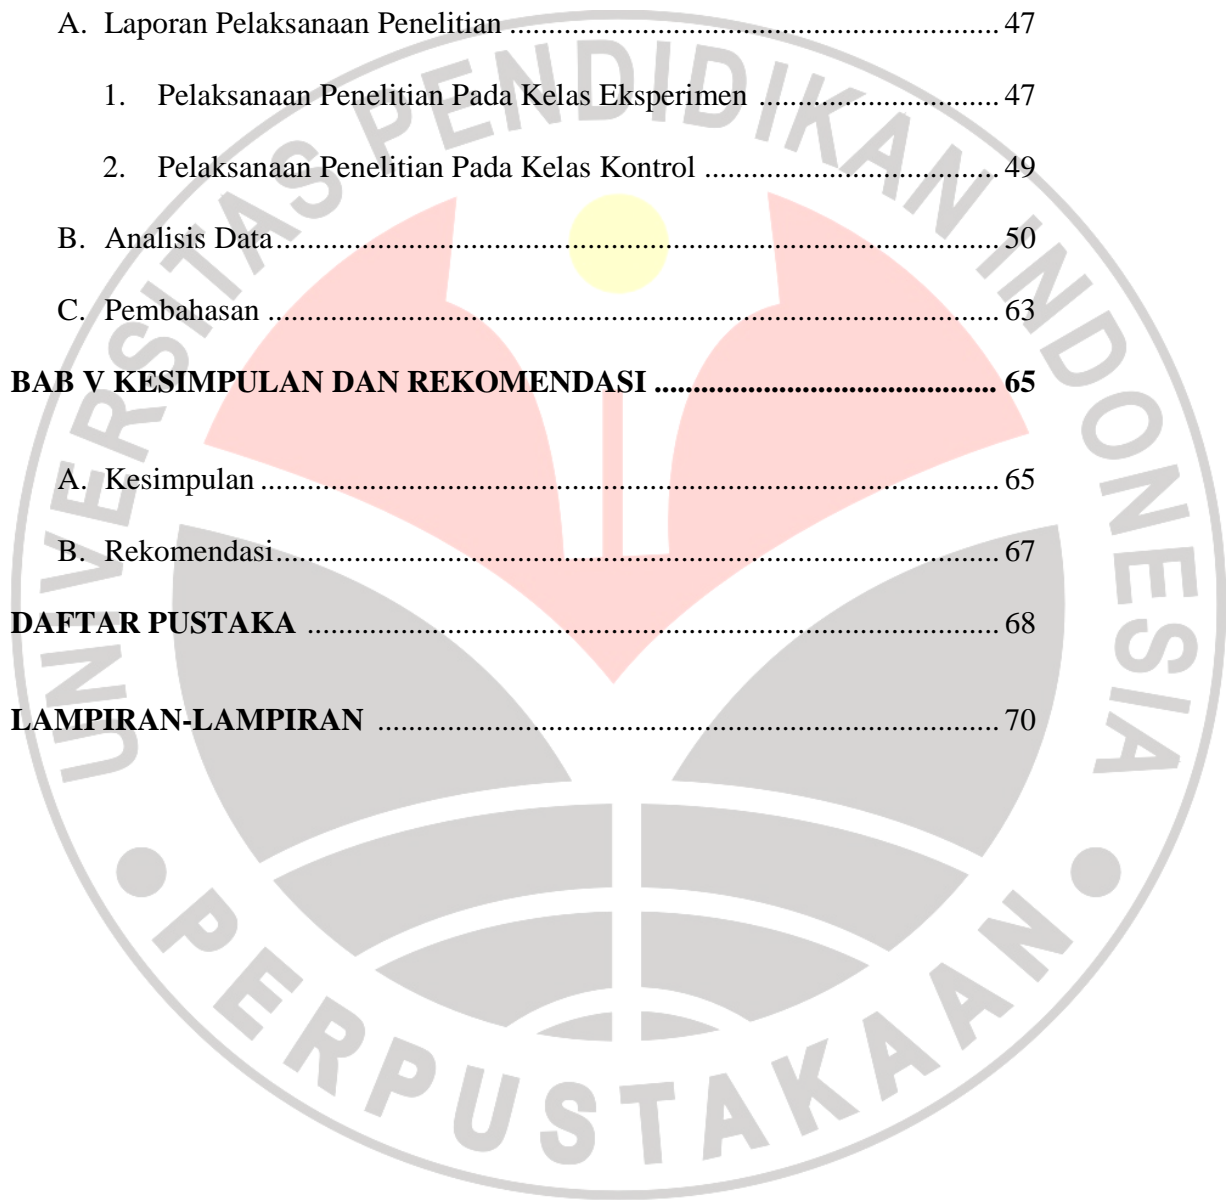 A. Laporan Pelaksanaan Penelitian ........................................................ 47
1. Pelaksanaan Penelitian Pada Kelas Eksperimen ............................ 47
2. Pelaksanaan Penelitian Pada Kelas Kontrol .................................. 49
B. Analisis Data................................................................................... 50
C. Pembahasan .................................................................................... 63
BAB V KESIMPULAN DAN REKOMENDASI .......................................... 65
A. Kesimpulan ..................................................................................... 65
B. Rekomendasi................................................................................... 67
DAFTAR PUSTAKA ............................................................................... 68
LAMPIRAN-LAMPIRAN ....................................................................... 70
UNIVERSITAS PENDIDIKAN INDONESIA
PERPUSTAKAAN